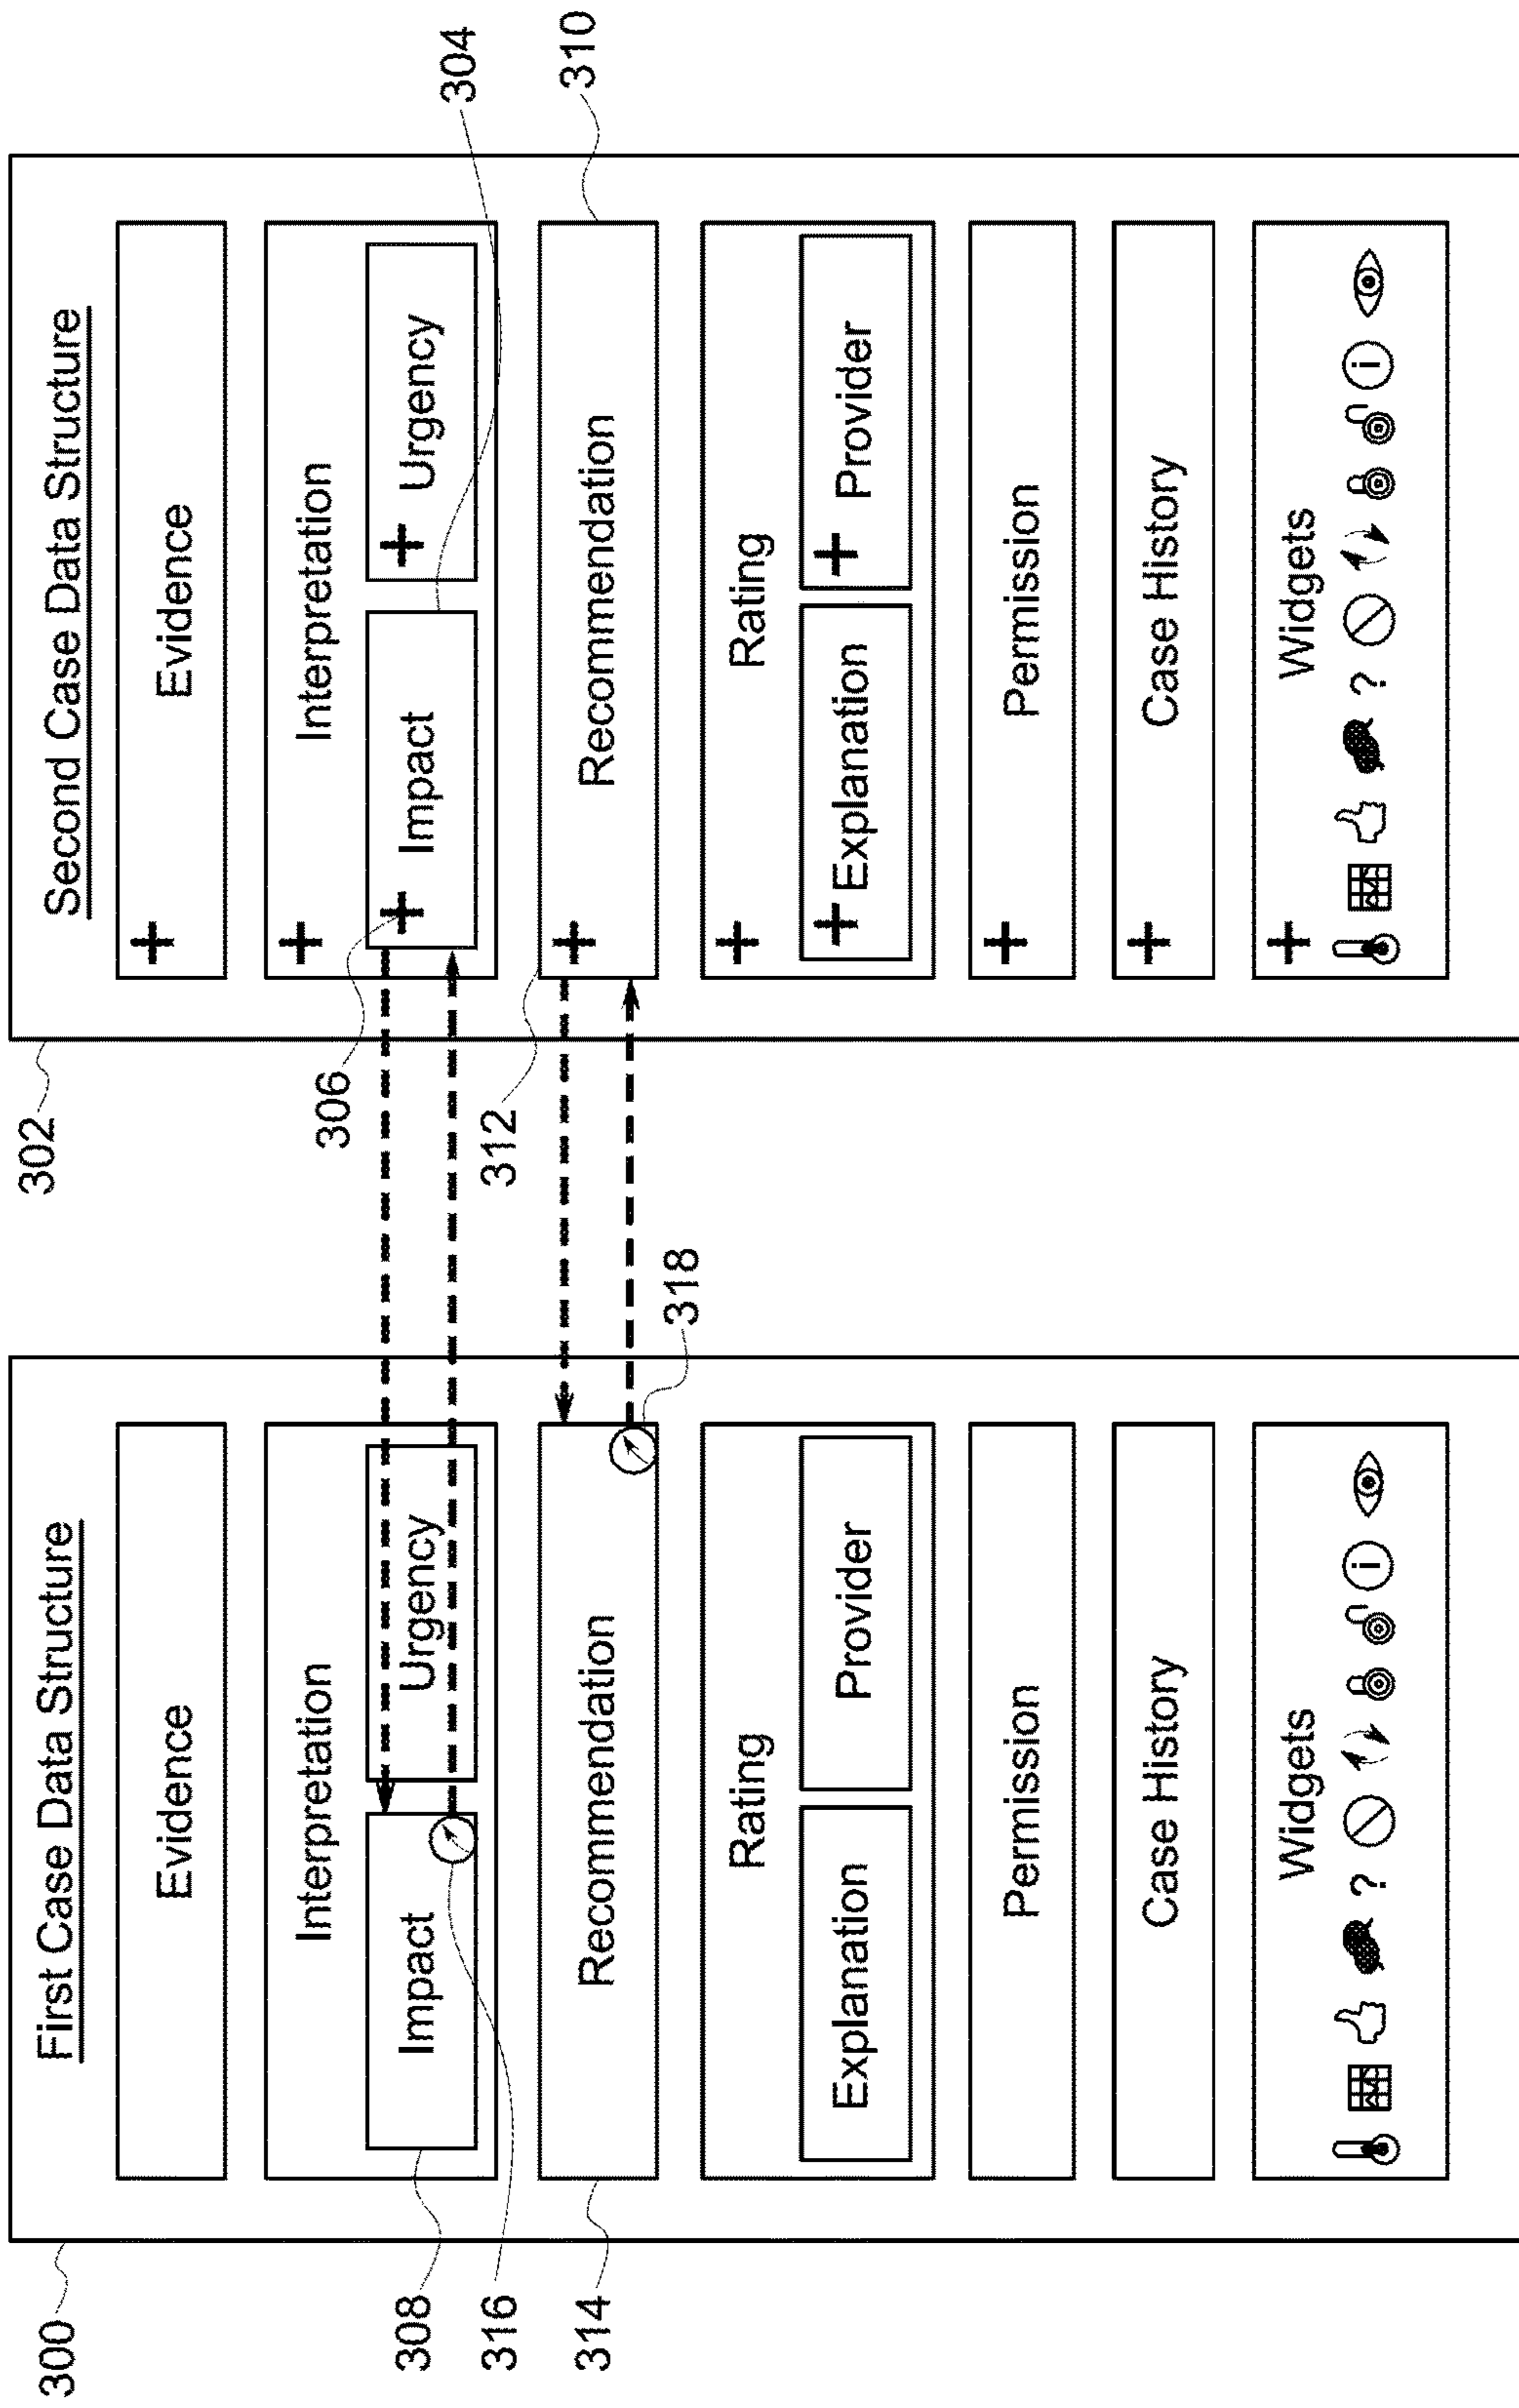 300
First Case Data Structure
Evidence
Interpretation
Impact
Urgency
308
316
Recommendation
314
318
Rating
Explanation
Provider
Permission
Case History
Widgets
?
i
302
Second Case Data Structure
+
Evidence
+
Interpretation
306
+ Impact
+ Urgency
304
312
+
Recommendation
310
+
Rating
+ Explanation
+ Provider
+
Permission
+
Case History
+
Widgets
?
i